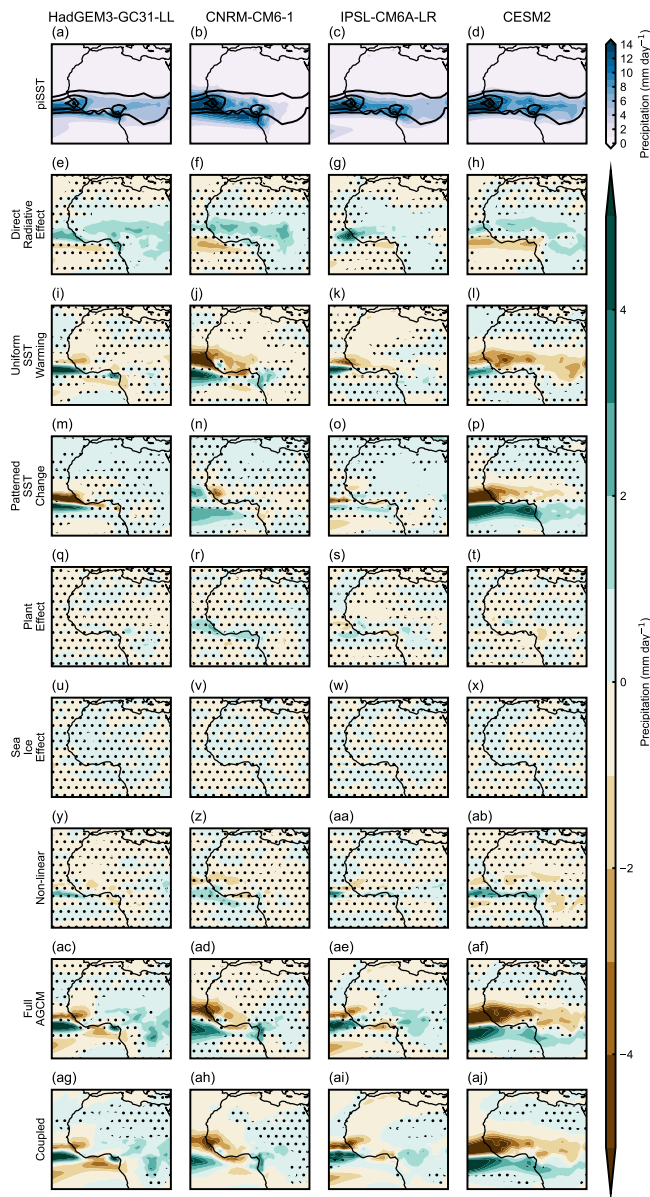 HadGEM3-GC31-LL CNRM-CM6-1 IPSL-CM6A-LR CESM2
(a) (b) (c) (d)
piSST
14
12
10
8
6
4
2
0
Precipitation (mm day⁻¹)
(e) (f) (g) (h)
Direct
Radiative
Effect
(i) (j) (k) (l)
Uniform
SST
Warming
(m) (n) (o) (p)
Patterned
SST
Change
(q) (r) (s) (t)
Plant
Effect
(u) (v) (w) (x)
Sea
Ice
Effect
(y) (z) (aa) (ab)
Non-linear
(ac) (ad) (ae) (af)
Full
AGCM
(ag) (ah) (ai) (aj)
Coupled
4
2
0
−2
−4
Precipitation (mm day⁻¹)